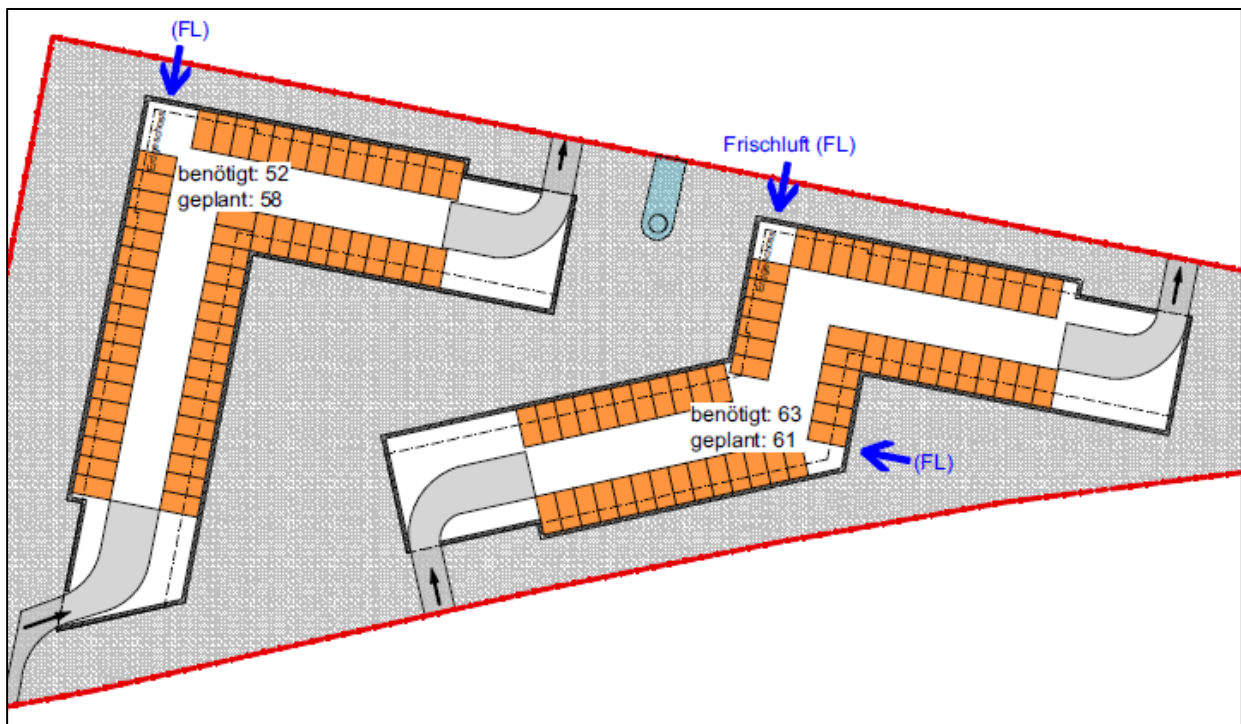 (FL)
Frischluft (FL)
benötigt: 52
geplant: 58
benötigt: 63
geplant: 61
(FL)